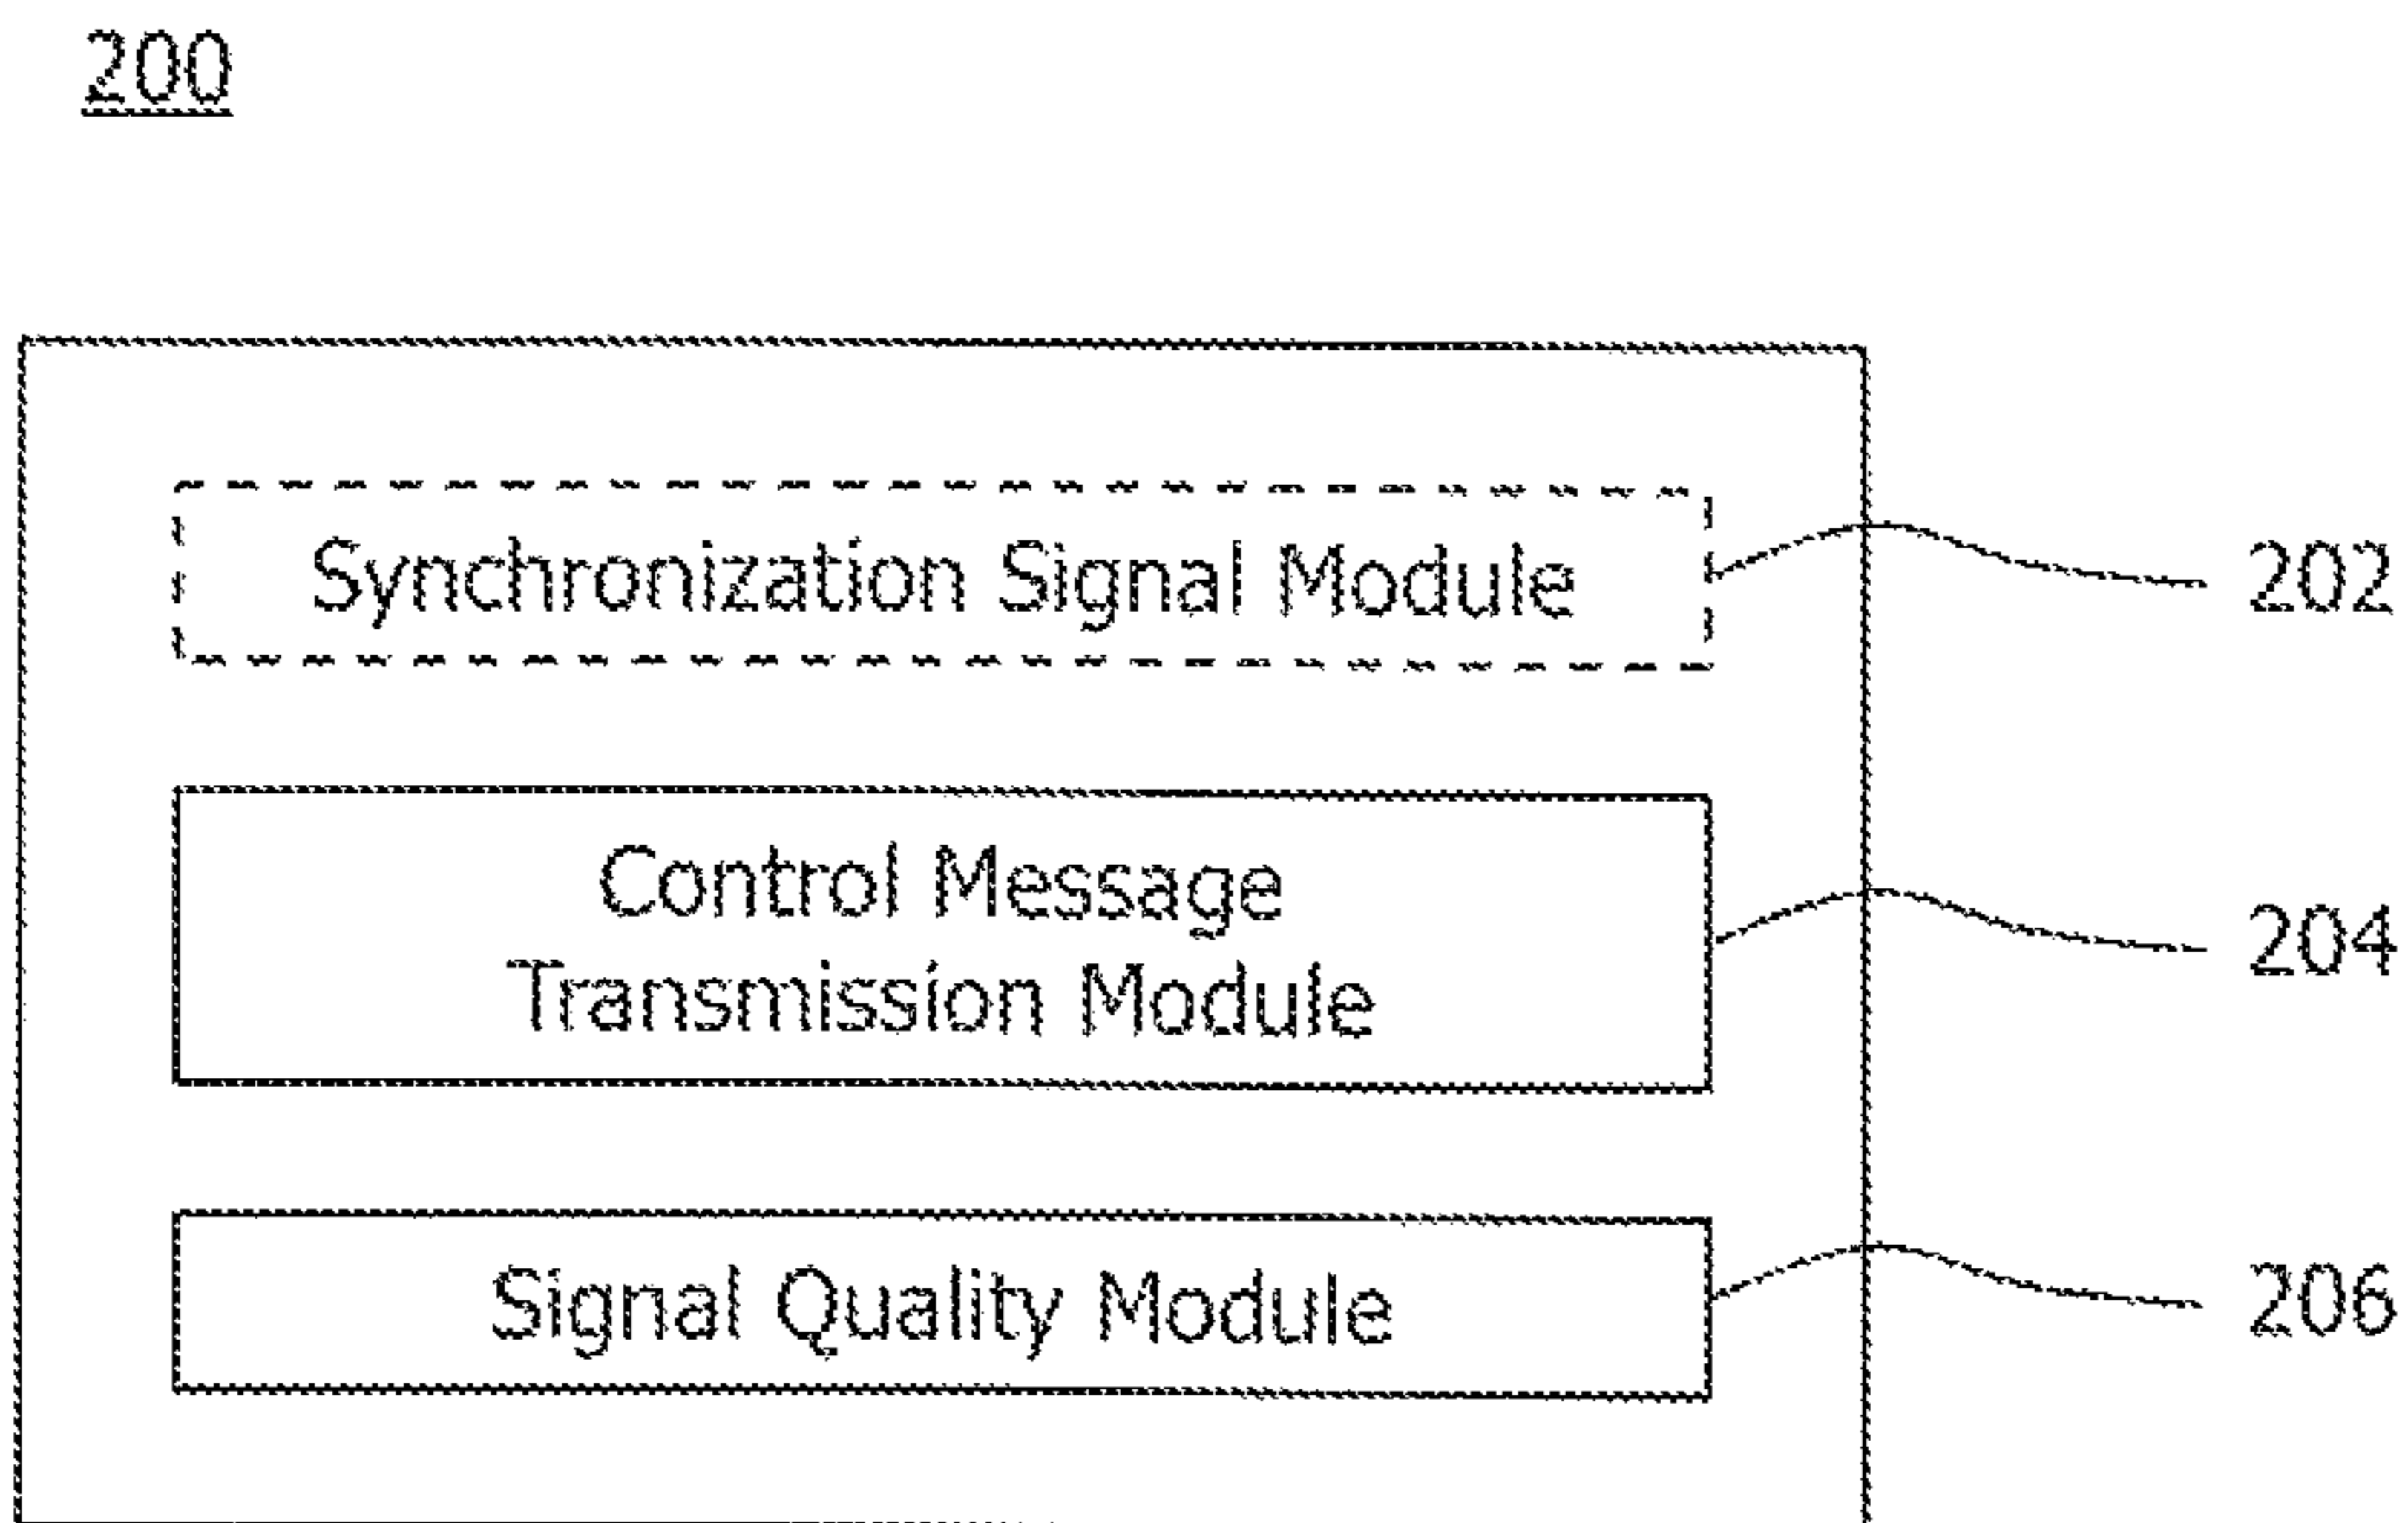 200
Synchronization Signal Module
202
Control Message
Transmission Module
204
Signal Quality Module
206